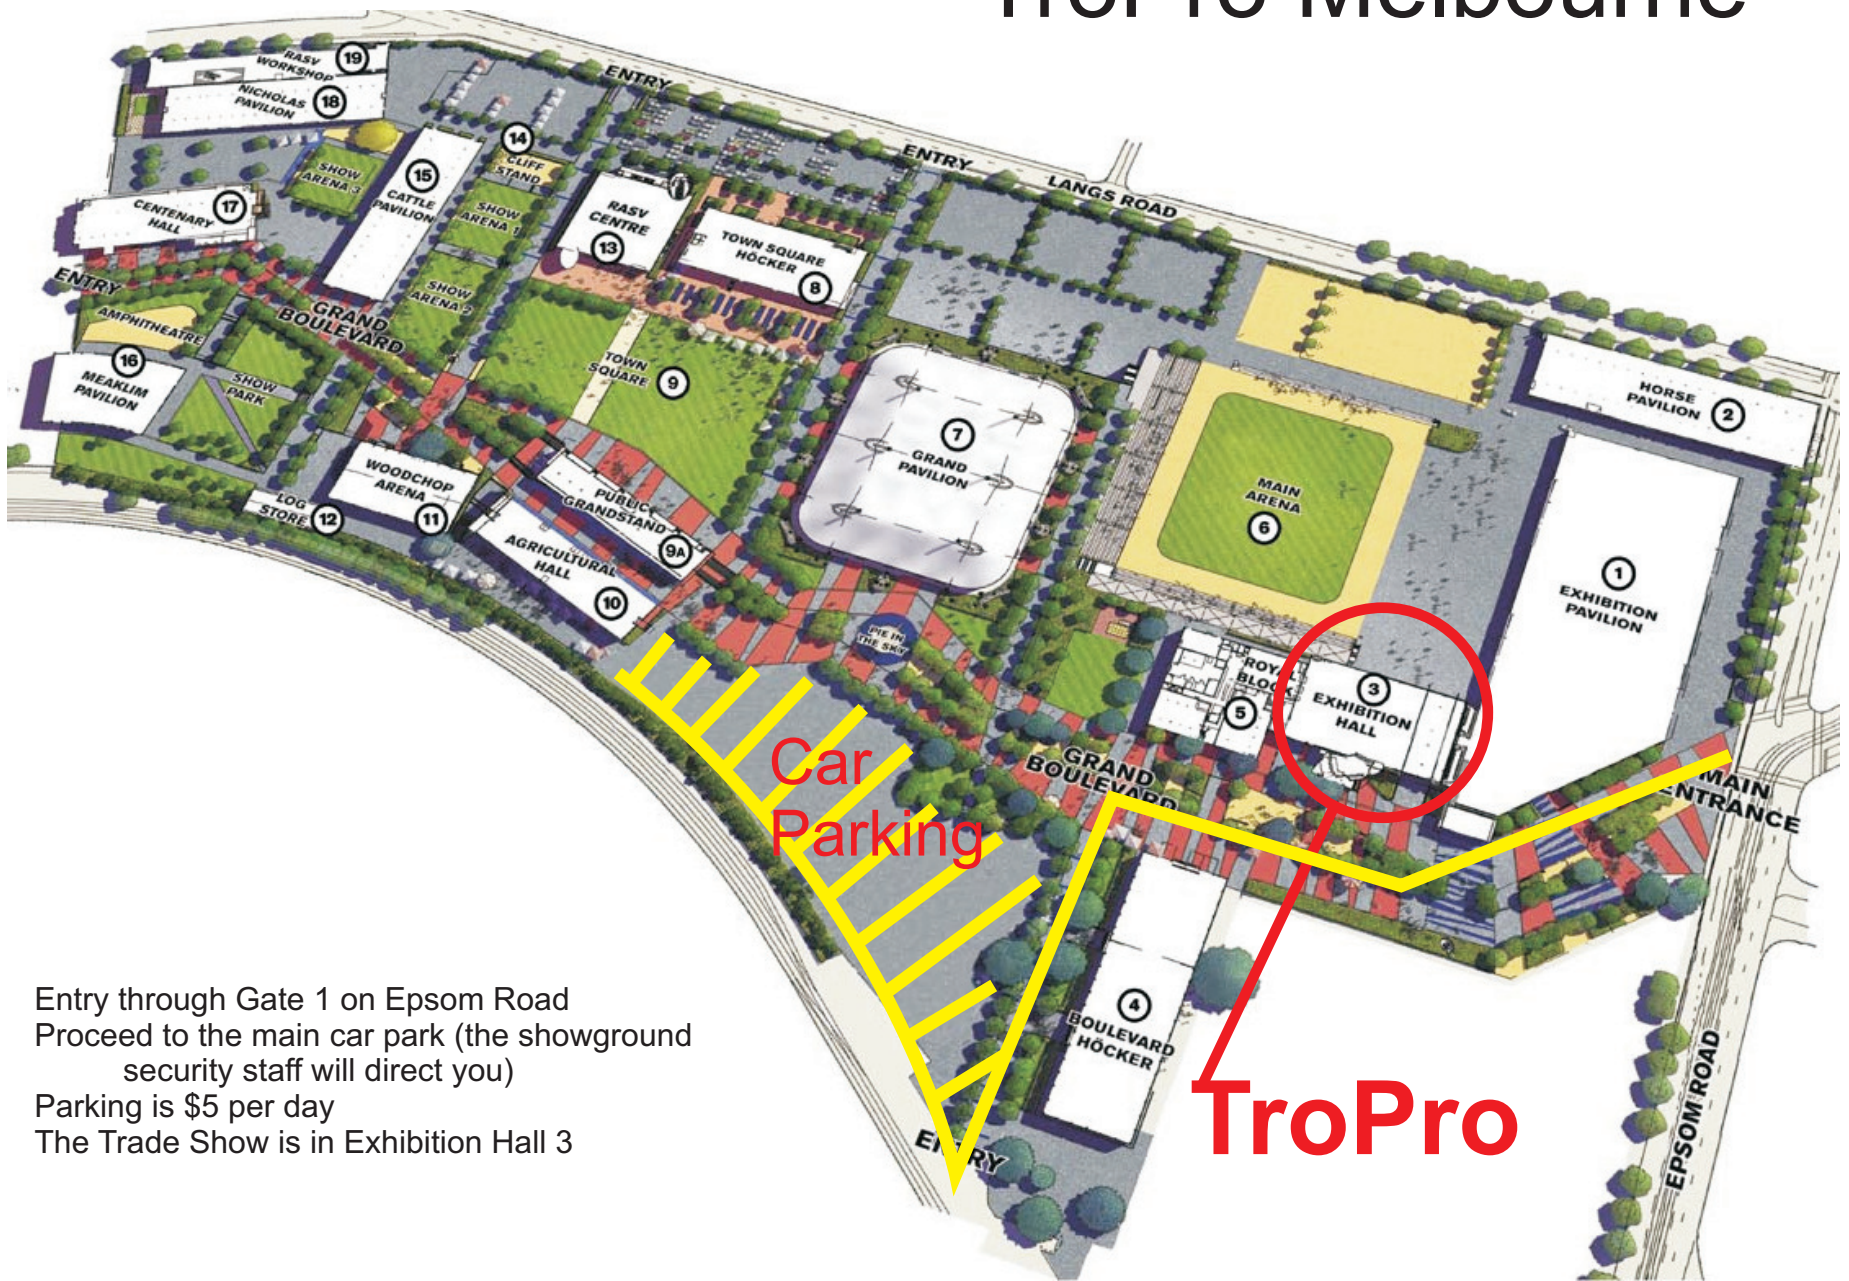 TroPro Melbourne
RASV
WORKSHOP
19
NICHOLAS
PAVILION
18
ENTRY
14
CLIFF
STAND
SHOW
ARENA 3
15
CATTLE
PAVILION
ENTRY
LANGS ROAD
CENTENARY
HALL
17
SHOW
ARENA 1
RASV
CENTRE
13
TOWN SQUARE
HÖCKER
8
ENTRY
AMPHITHEATRE
GRAND
BOULEVARD
SHOW
ARENA 2
16
MEAKLIM
PAVILION
SHOW
PARK
TOWN
SQUARE
9
7
GRAND
PAVILION
HORSE
PAVILION
2
MAIN
ARENA
6
WOODCHOP
ARENA
11
LOG
STORE
12
PUBLIC
GRANDSTAND
9A
AGRICULTURAL
HALL
10
1
EXHIBITION
PAVILION
PIE IN
THE SKY
ROYAL
BLOCK
5
3
EXHIBITION
HALL
GRAND
BOULEVARD
MAIN
ENTRANCE
Car
Parking
4
BOULEVARD
HÖCKER
ENTRY
TroPro
EPSOM ROAD
Entry through Gate 1 on Epsom Road
Proceed to the main car park (the showground
security staff will direct you)
Parking is $5 per day
The Trade Show is in Exhibition Hall 3